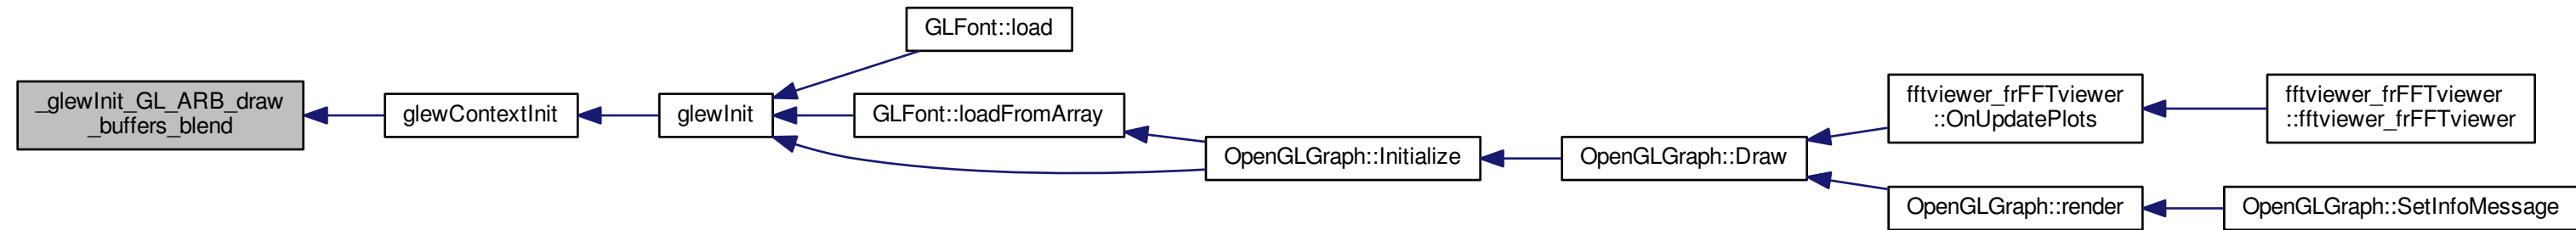 _glewInit_GL_ARB_draw
_buffers_blend
glewContextInit
glewInit
GLFont::load
GLFont::loadFromArray
OpenGLGraph::Initialize
OpenGLGraph::Draw
fftviewer_frFFTviewer
::OnUpdatePlots
fftviewer_frFFTviewer
::fftviewer_frFFTviewer
OpenGLGraph::render
OpenGLGraph::SetInfoMessage